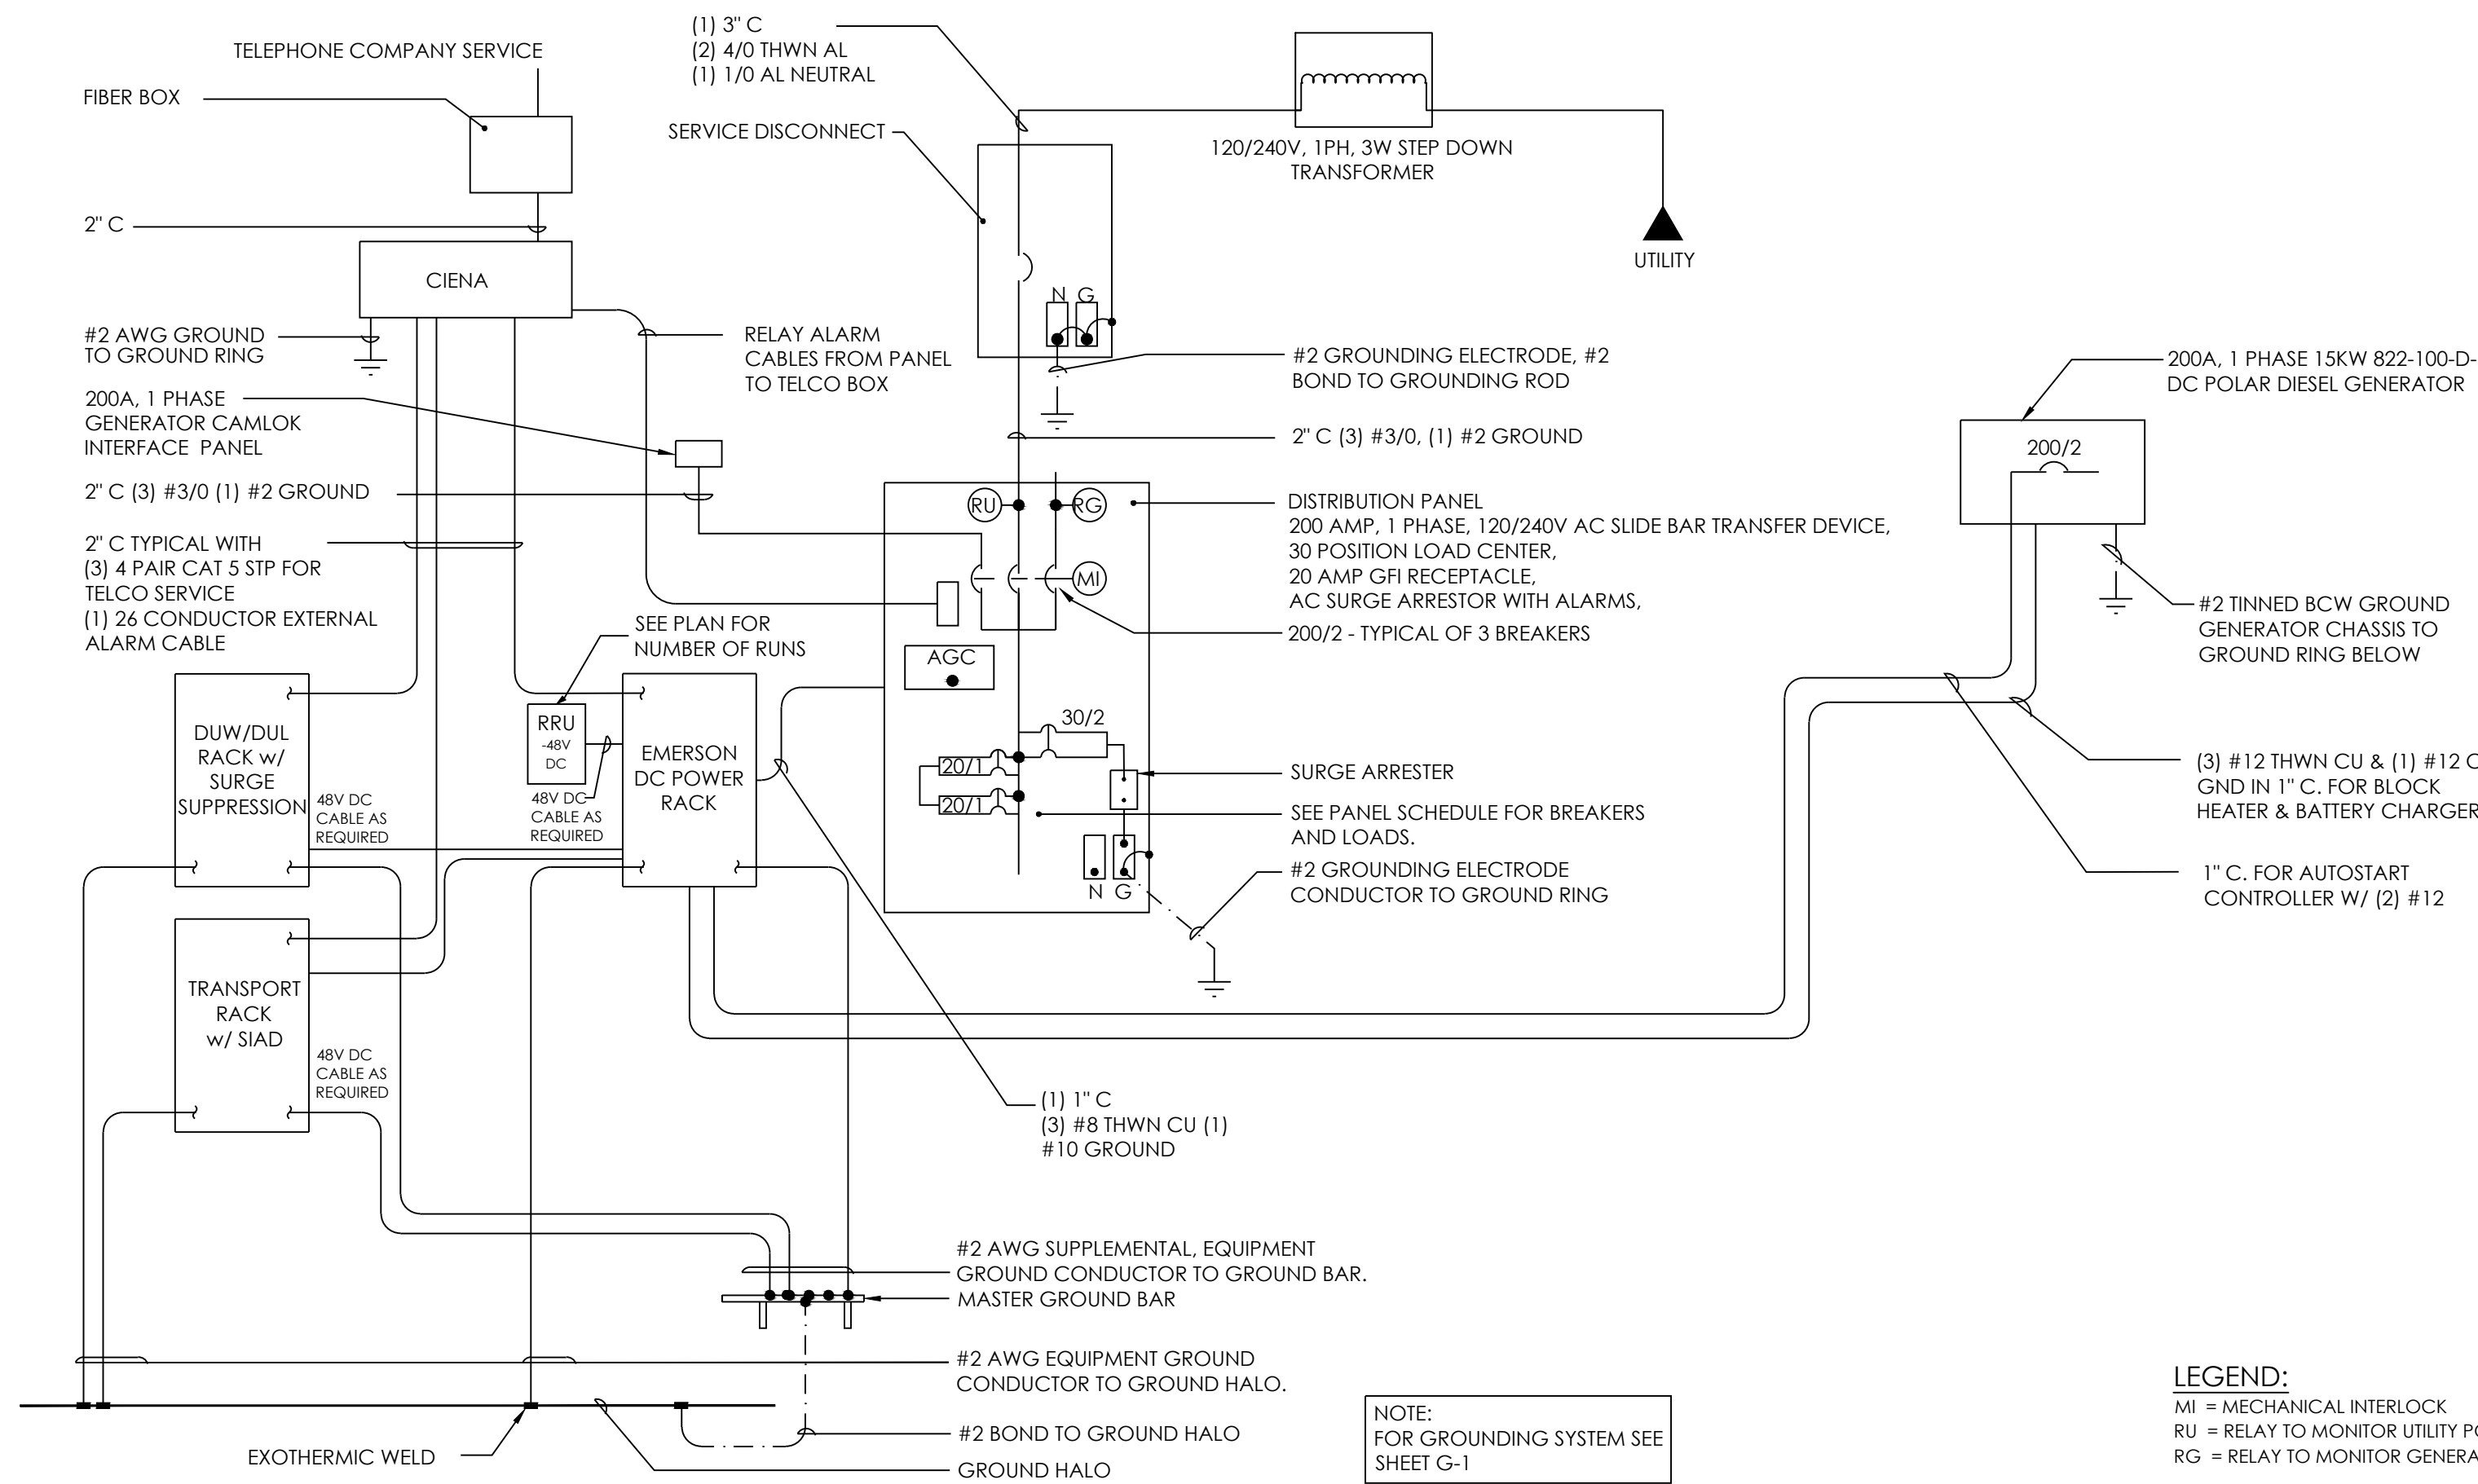 TELEPHONE COMPANY SERVICE
FIBER BOX
2" C
CIENA
#2 AWG GROUND
TO GROUND RING
200A, 1 PHASE
GENERATOR CAMLOK
INTERFACE PANEL
2" C (3) #3/0 (1) #2 GROUND
2" C TYPICAL WITH
(3) 4 PAIR CAT 5 STP FOR
TELCO SERVICE
(1) 26 CONDUCTOR EXTERNAL
ALARM CABLE
(1) 3" C
(2) 4/0 THWN AL
(1) 1/0 AL NEUTRAL
SERVICE DISCONNECT
120/240V, 1PH, 3W STEP DOWN
TRANSFORMER
UTILITY
N G
RELAY ALARM
CABLES FROM PANEL
TO TELCO BOX
#2 GROUNDING ELECTRODE, #2
BOND TO GROUNDING ROD
2" C (3) #3/0, (1) #2 GROUND
RU
RG
MI
DISTRIBUTION PANEL
200 AMP, 1 PHASE, 120/240V AC SLIDE BAR TRANSFER DEVICE,
30 POSITION LOAD CENTER,
20 AMP GFI RECEPTACLE,
AC SURGE ARRESTOR WITH ALARMS,
200/2 - TYPICAL OF 3 BREAKERS
AGC
30/2
20/1
20/1
N G
SURGE ARRESTER
SEE PANEL SCHEDULE FOR BREAKERS
AND LOADS.
#2 GROUNDING ELECTRODE
CONDUCTOR TO GROUND RING
200A, 1 PHASE 15KW 822-100-D-
DC POLAR DIESEL GENERATOR
200/2
#2 TINNED BCW GROUND
GENERATOR CHASSIS TO
GROUND RING BELOW
(3) #12 THWN CU & (1) #12
GND IN 1" C. FOR BLOCK
HEATER & BATTERY CHARGER
1" C. FOR AUTOSTART
CONTROLLER W/ (2) #12
SEE PLAN FOR
NUMBER OF RUNS
RRU
-48V
DC
48V DC
CABLE AS
REQUIRED
EMERSON
DC POWER
RACK
DUW/DUL
RACK w/
SURGE
SUPPRESSION
48V DC
CABLE AS
REQUIRED
TRANSPORT
RACK
w/ SIAD
48V DC
CABLE AS
REQUIRED
(1) 1" C
(3) #8 THWN CU (1)
#10 GROUND
#2 AWG SUPPLEMENTAL, EQUIPMENT
GROUND CONDUCTOR TO GROUND BAR.
MASTER GROUND BAR
#2 AWG EQUIPMENT GROUND
CONDUCTOR TO GROUND HALO.
#2 BOND TO GROUND HALO
GROUND HALO
EXOTHERMIC WELD
NOTE:
FOR GROUNDING SYSTEM SEE
SHEET G-1
LEGEND:
MI = MECHANICAL INTERLOCK
RU = RELAY TO MONITOR UTILITY
RG = RELAY TO MONITOR